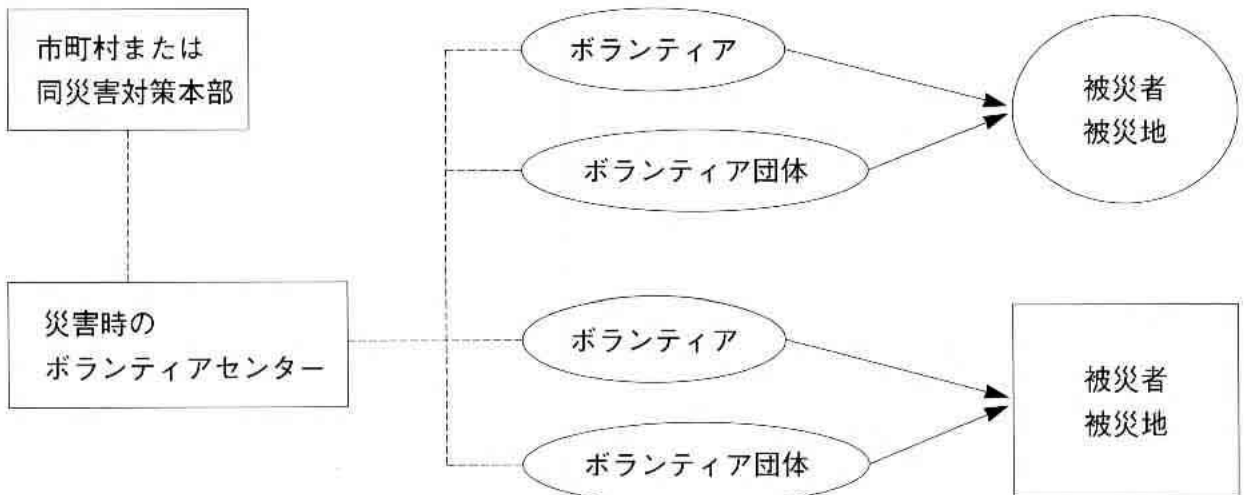 市町村または
同災害対策本部
ボランティア
被災者
被災地
ボランティア団体
災害時の
ボランティアセンター
ボランティア
被災者
被災地
ボランティア団体